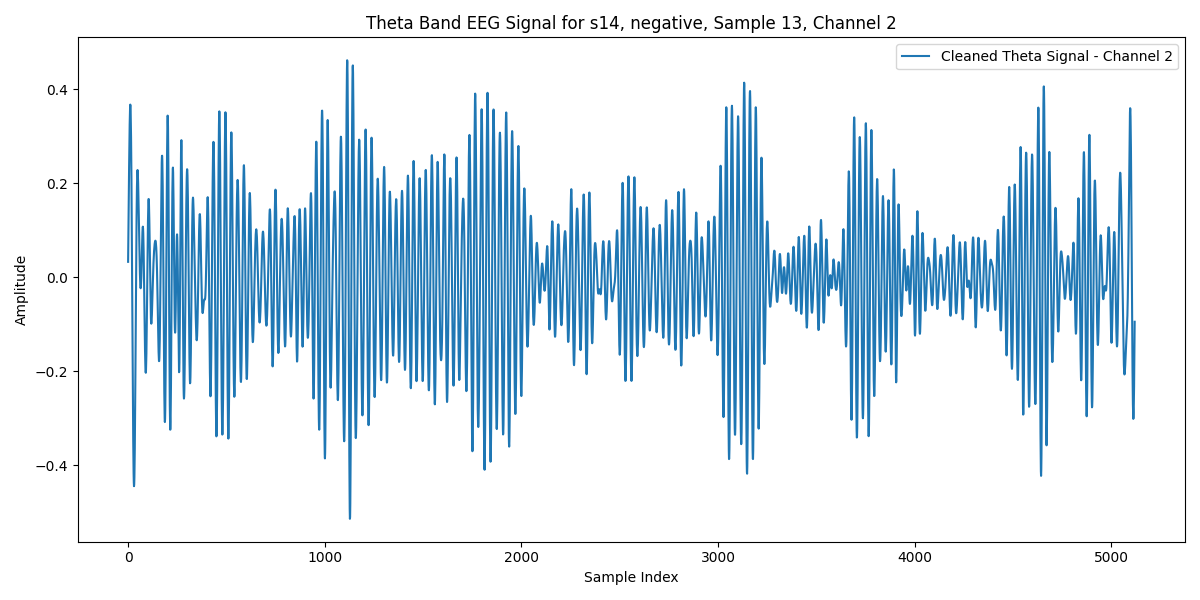 Theta Band EEG Signal for s14, negative, Sample 13, Channel 2
Cleaned Theta Signal - Channel 2
Amplitude
0.4
0.2
0.0
−0.2
−0.4
0 1000 2000 3000 4000 5000
Sample Index